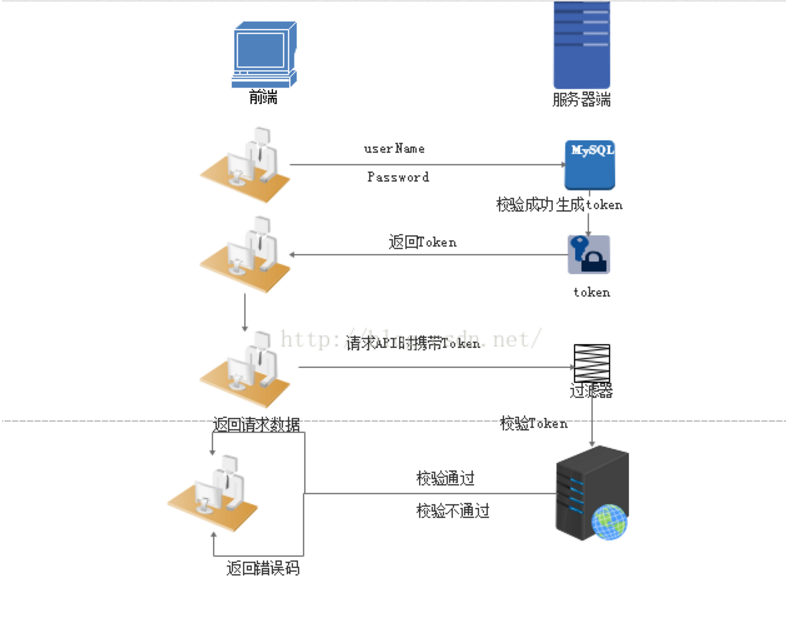 前端
服务器端
userName
MySQL
Password
校验成功生成token
返回Token
token
请求API时携带Token
过滤器
返回请求数据
校验Token
校验通过
校验不通过
返回错误码